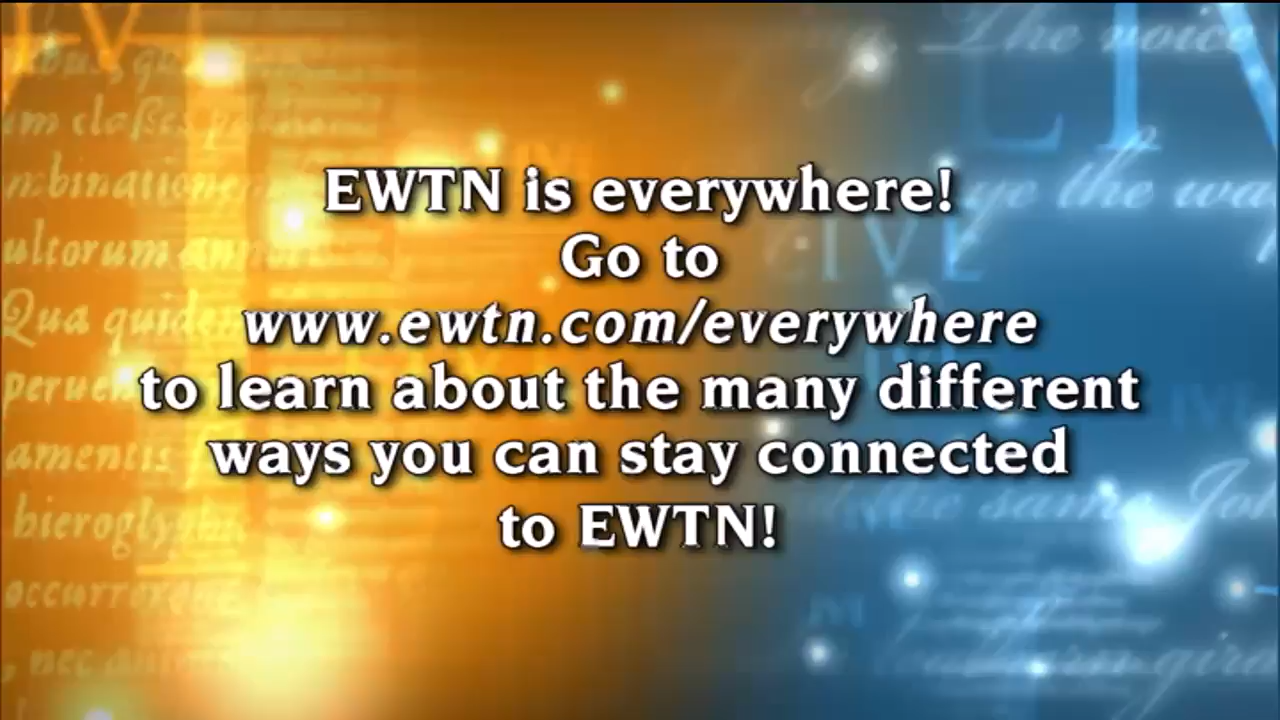 EWTN is everywhere!
Go to
www.ewtn.com/everywhere
to learn about the many different
ways you can stay connected
to EWTN!